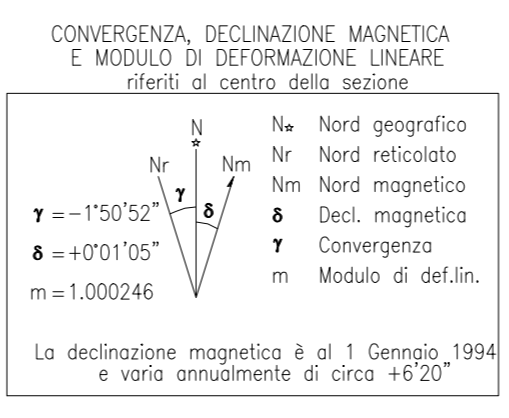 CONVERGENZA, DECLINAZIONE MAGNETICA
E MODULO DI DEFORMAZIONE LINEARE
riferiti al centro della sezione
N
Nr
Nm
γ
δ
γ =−1°50'52"
δ =+0°01'05"
m=1.000246
N☆ Nord geografico
Nr Nord reticolato
Nm Nord magnetico
δ Decl. magnetica
γ Convergenza
m Modulo di def.lin.
La declinazione magnetica è al 1 Gennaio 1994
e varia annualmente di circa +6'20"